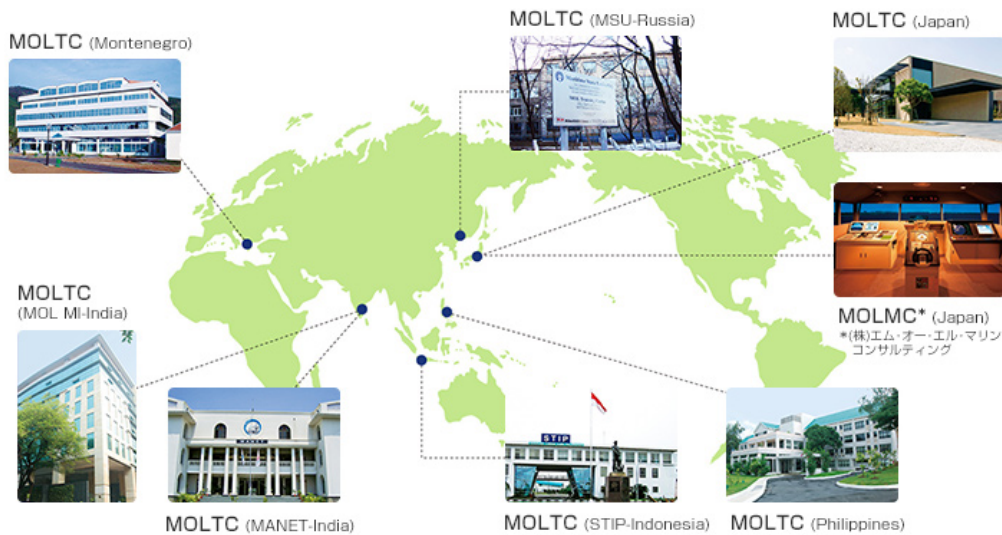 MOLTC (Montenegro)
MOLTC (MSU-Russia)
MOLTC (Japan)
MOLTC
(MOL MI-India)
MOLMC* (Japan)
*(株)エム・オー・エル・マリン
コンサルティング
MANET
STIP
MOLTC (MANET-India)
MOLTC (STIP-Indonesia)
MOLTC (Philippines)